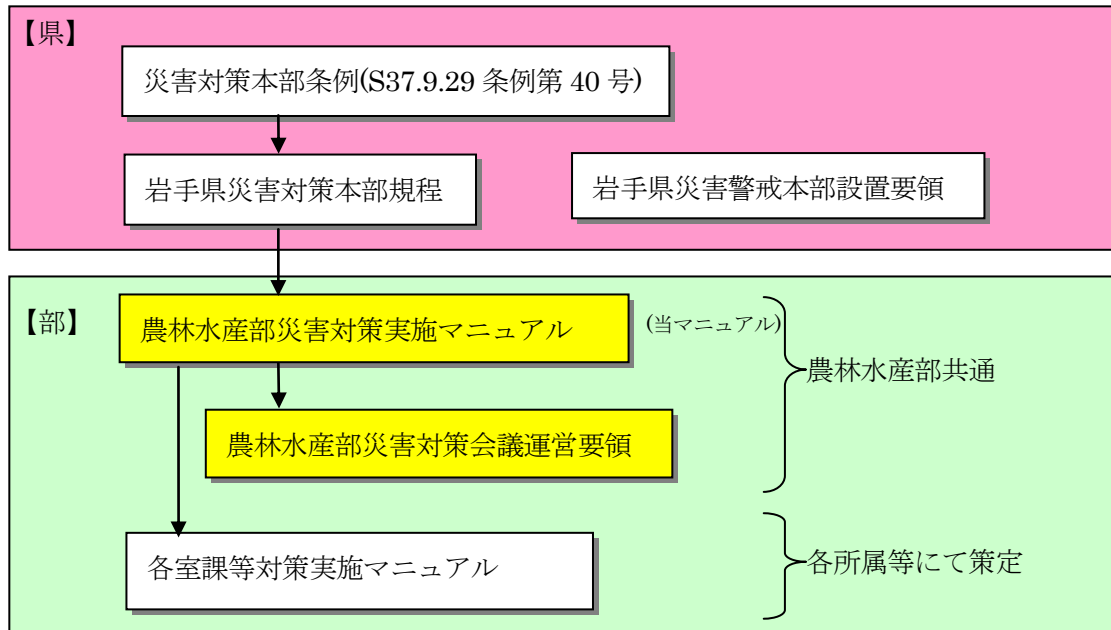 【県】
災害対策本部条例(S37.9.29 条例第 40 号)
岩手県災害対策本部規程
岩手県災害警戒本部設置要領
【部】
農林水産部災害対策実施マニュアル
(当マニュアル)
農林水産部共通
農林水産部災害対策会議運営要領
各室課等対策実施マニュアル
各所属等にて策定